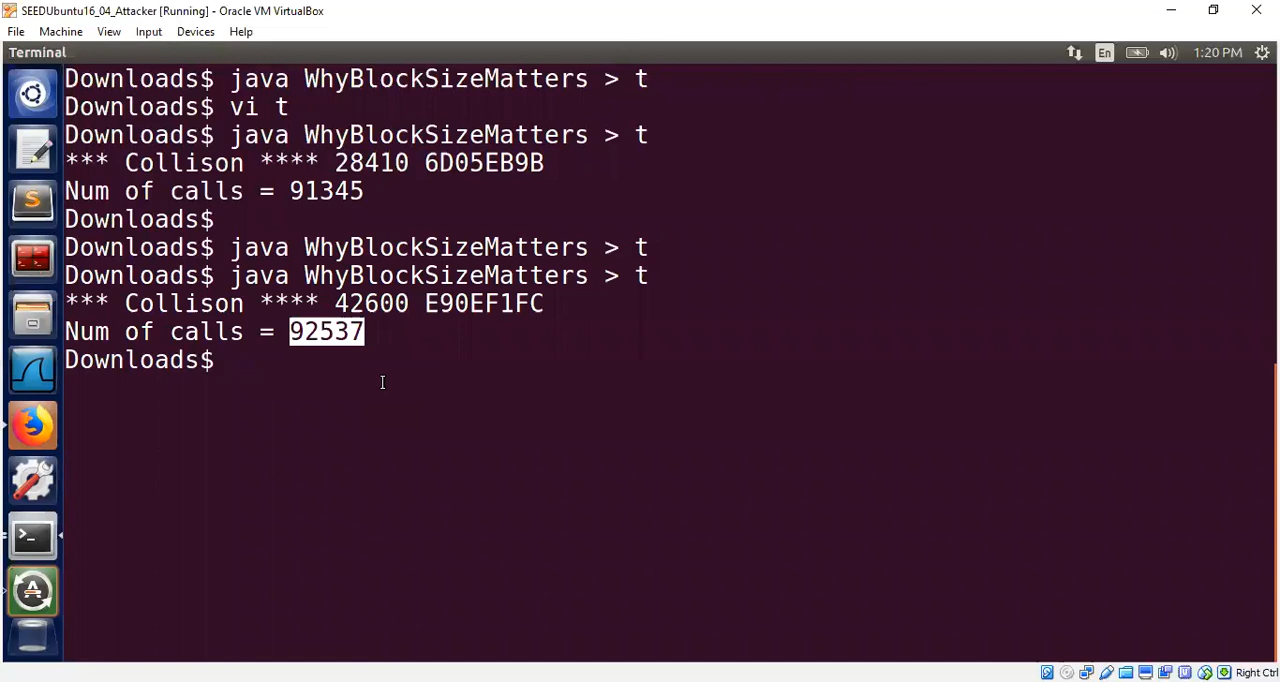 SEEDUbuntu16_04_Attacker [Running] - Oracle VM VirtualBox
File Machine View Input Devices Help
Terminal En 1:20 PM
Downloads$ java WhyBlockSizeMatters > t
Downloads$ vi t
Downloads$ java WhyBlockSizeMatters > t
*** Collison **** 28410 6D05EB9B
Num of calls = 91345
Downloads$
Downloads$ java WhyBlockSizeMatters > t
Downloads$ java WhyBlockSizeMatters > t
*** Collison **** 42600 E90EF1FC
Num of calls = 92537
Downloads$
Right Ctrl